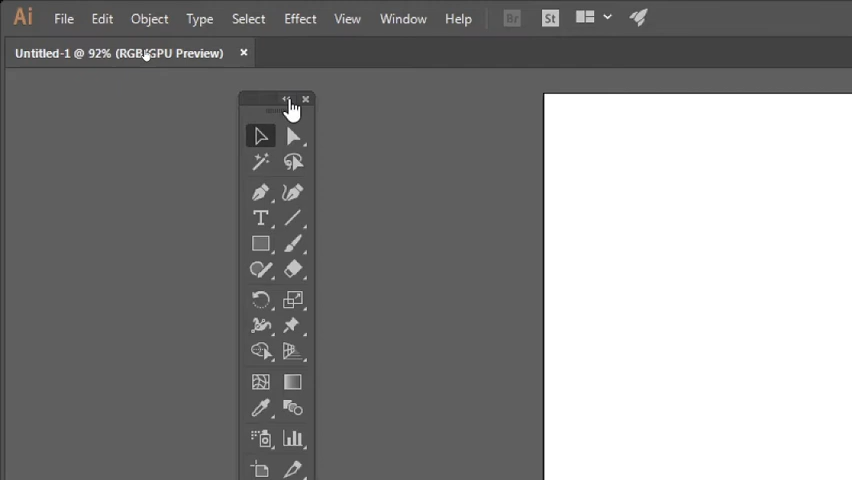 Ai File Edit Object Type Select Effect View Window Help Br St
Untitled-1 @ 92% (RGB/GPU Preview) ×
T